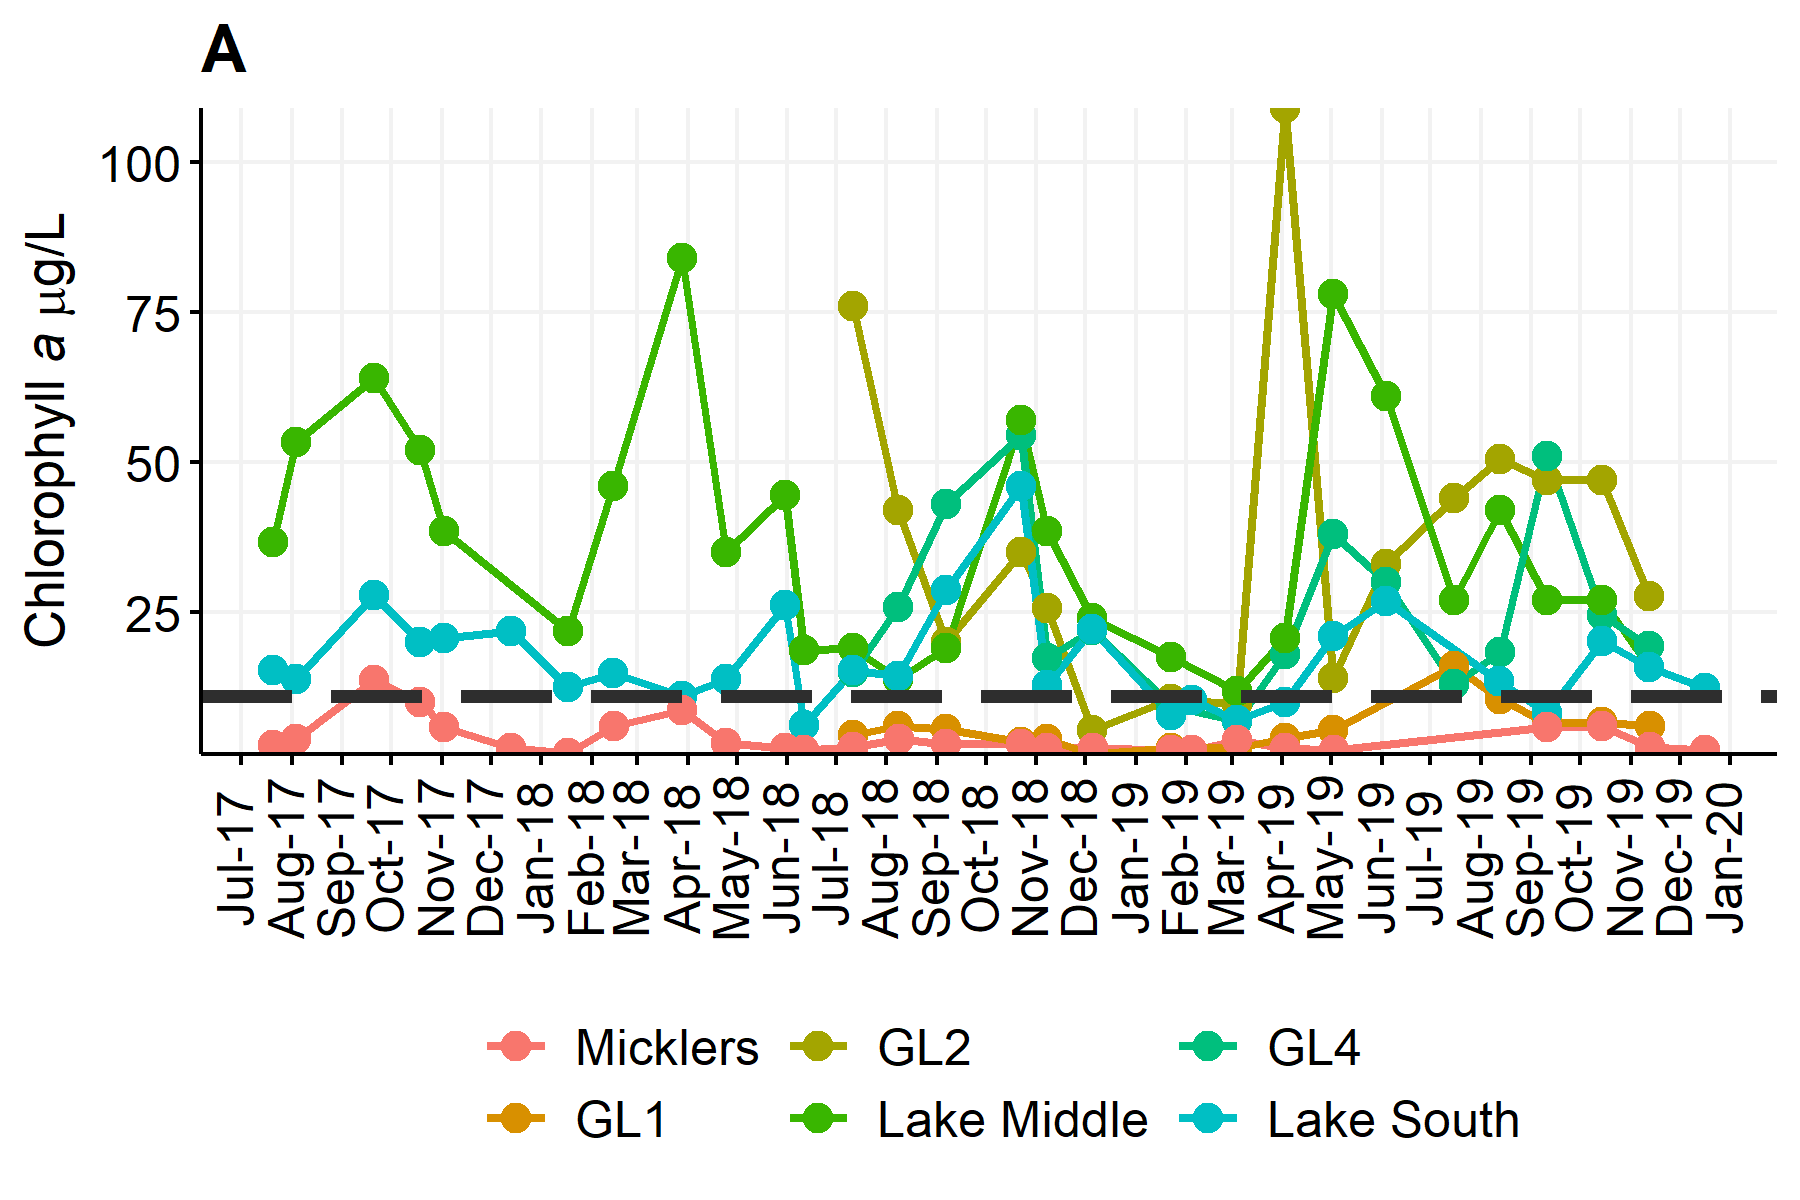 A
Chlorophyll a µg/L
100
75
50
25
Jul-17
Aug-17
Sep-17
Oct-17
Nov-17
Dec-17
Jan-18
Feb-18
Mar-18
Apr-18
May-18
Jun-18
Jul-18
Aug-18
Sep-18
Oct-18
Nov-18
Dec-18
Jan-19
Feb-19
Mar-19
Apr-19
May-19
Jun-19
Jul-19
Aug-19
Sep-19
Oct-19
Nov-19
Dec-19
Jan-20
Micklers GL2 GL4
GL1 Lake Middle Lake South